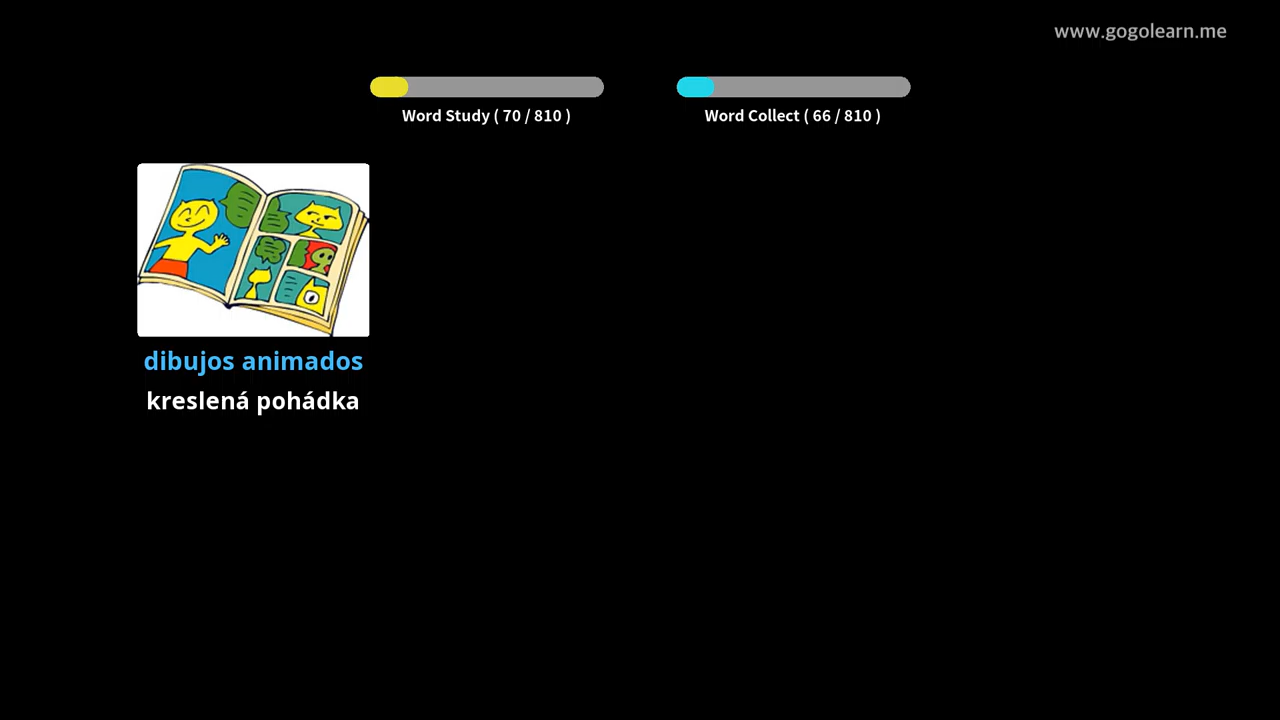 www.gogolearn.me
Word Study ( 70 / 810 )
Word Collect ( 66 / 810 )
dibujos animados
kreslená pohádka